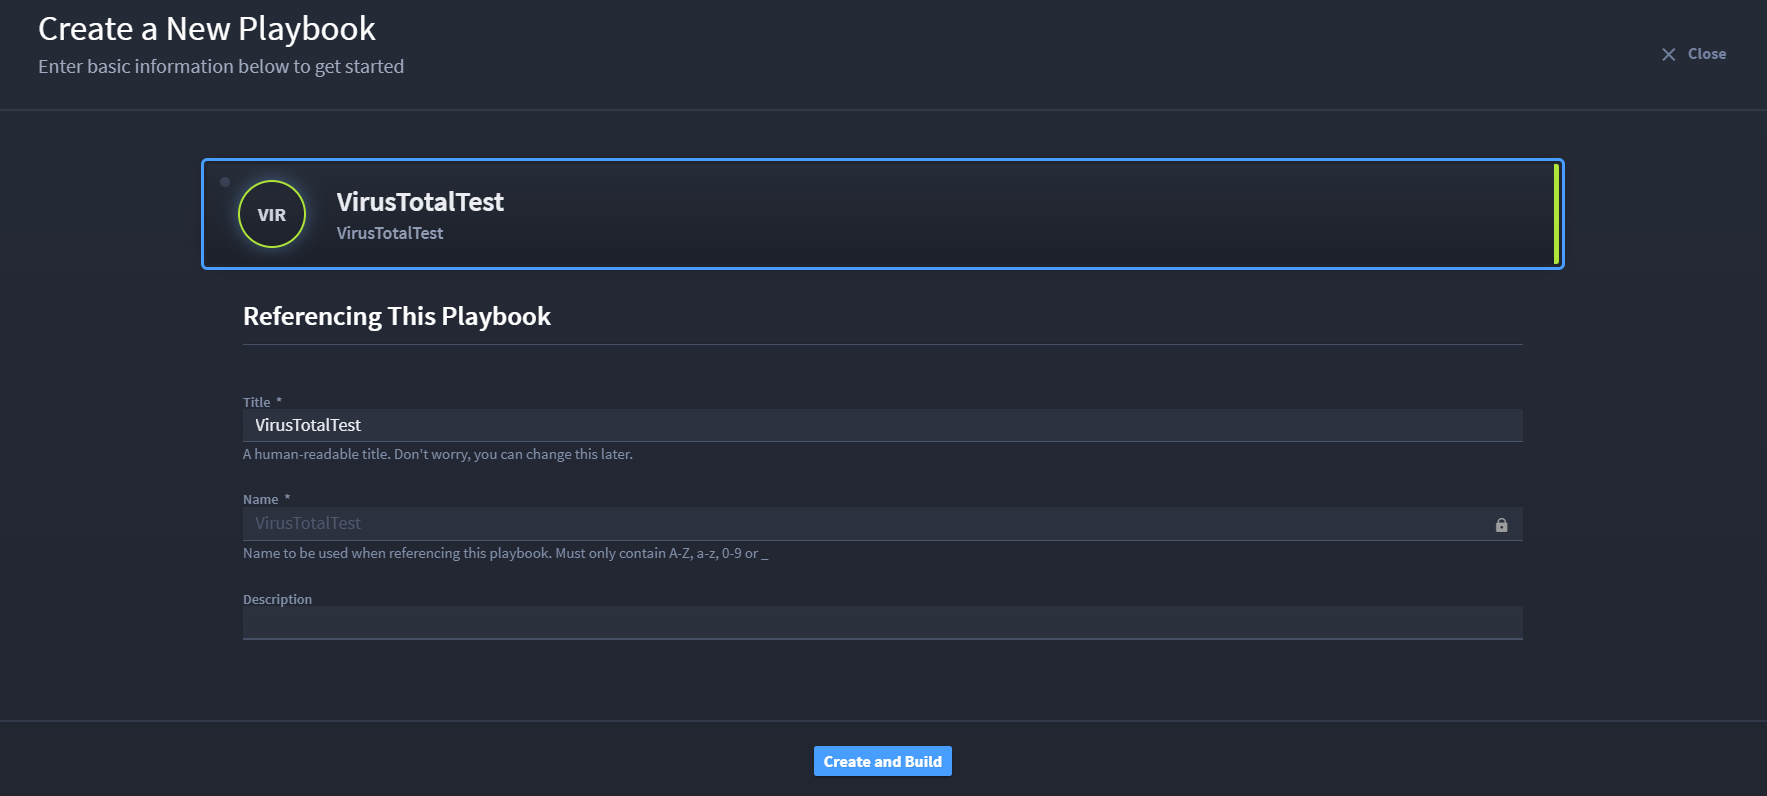 Create a New Playbook
Enter basic information below to get started
Close
VIR
VirusTotalTest
VirusTotalTest
Referencing This Playbook
Title *
VirusTotalTest
A human-readable title. Don't worry, you can change this later.
Name *
VirusTotalTest
Name to be used when referencing this playbook. Must only contain A-Z, a-z, 0-9 or _
Description
Create and Build